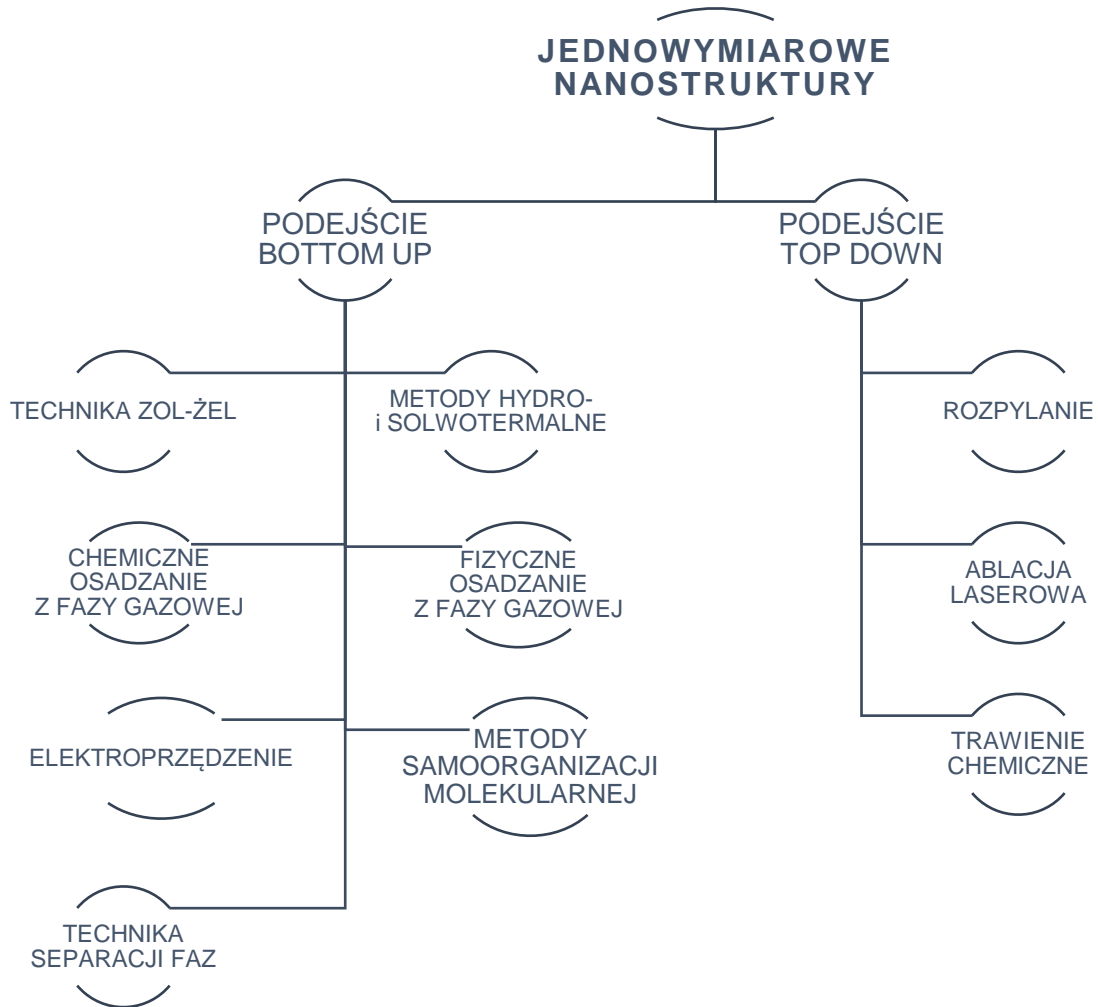 JEDNOWYMIAROWE
NANOSTRUKTURY
PODEJŚCIE
BOTTOM UP
PODEJŚCIE
TOP DOWN
TECHNIKA ZOL-ŻEL
METODY HYDRO-
i SOLWOTERMALNE
ROZPYLANIE
CHEMICZNE
OSADZANIE
Z FAZY GAZOWEJ
FIZYCZNE
OSADZANIE
Z FAZY GAZOWEJ
ABLACJA
LASEROWA
ELEKTROPRZĘDZENIE
METODY
SAMOORGANIZACJI
MOLEKULARNEJ
TRAWIENIE
CHEMICZNE
TECHNIKA
SEPARACJI FAZ